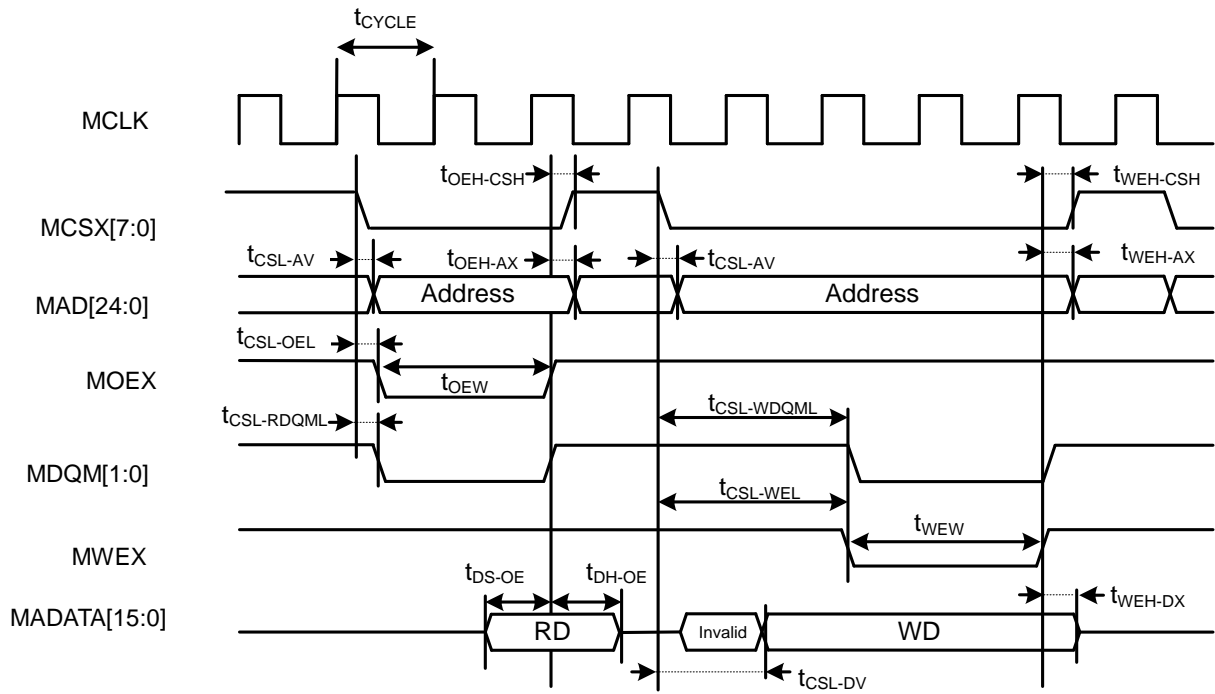 tCYCLE
MCLK
tOEH-CSH
tWEH-CSH
MCSX[7:0]
tCSL-AV
tOEH-AX
tCSL-AV
tWEH-AX
MAD[24:0]
Address
Address
tCSL-OEL
MOEX
tOEW
tCSL-RDQML
tCSL-WDQML
MDQM[1:0]
tCSL-WEL
tWEW
MWEX
tDS-OE
tDH-OE
tWEH-DX
MADATA[15:0]
RD
Invalid
WD
tCSL-DV